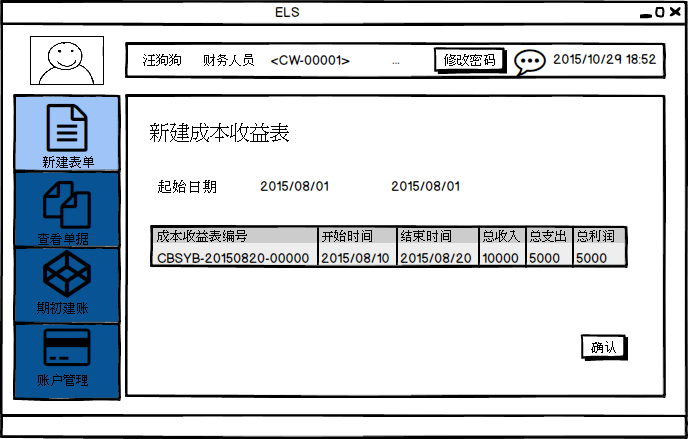 ELS
汪狗狗 财务人员 <CW-00001> ... 修改密码 2015/10/29 18:52
新建表单
查看单据
期初建账
账户管理
新建成本收益表
起始日期 2015/08/01 2015/08/01
成本收益表编号 开始时间 结束时间 总收入 总支出 总利润
CBSYB-20150820-00000 2015/08/10 2015/08/20 10000 5000 5000
确认